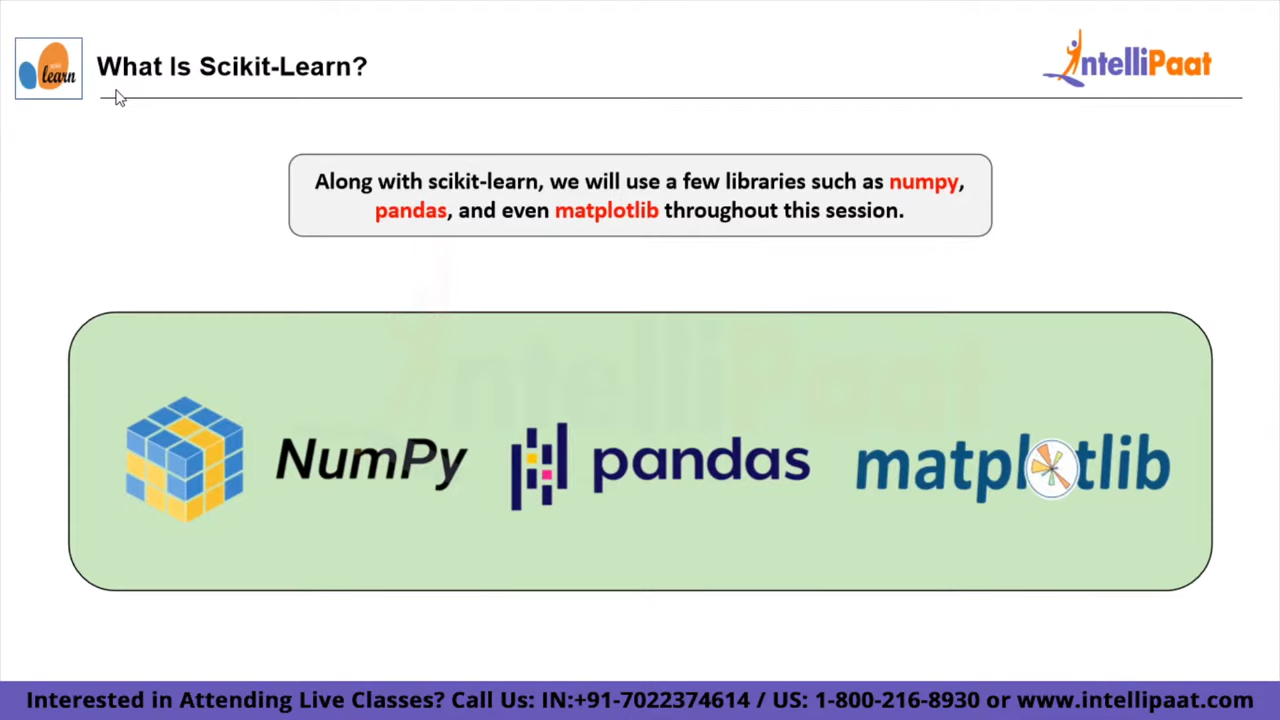 learn
What Is Scikit-Learn?
IntelliPaat
Along with scikit-learn, we will use a few libraries such as numpy,
pandas, and even matplotlib throughout this session.
IntelliPaat
NumPy
pandas
matplotlib
Interested in Attending Live Classes? Call Us: IN:+91-7022374614 / US: 1-800-216-8930 or www.intellipaat.com